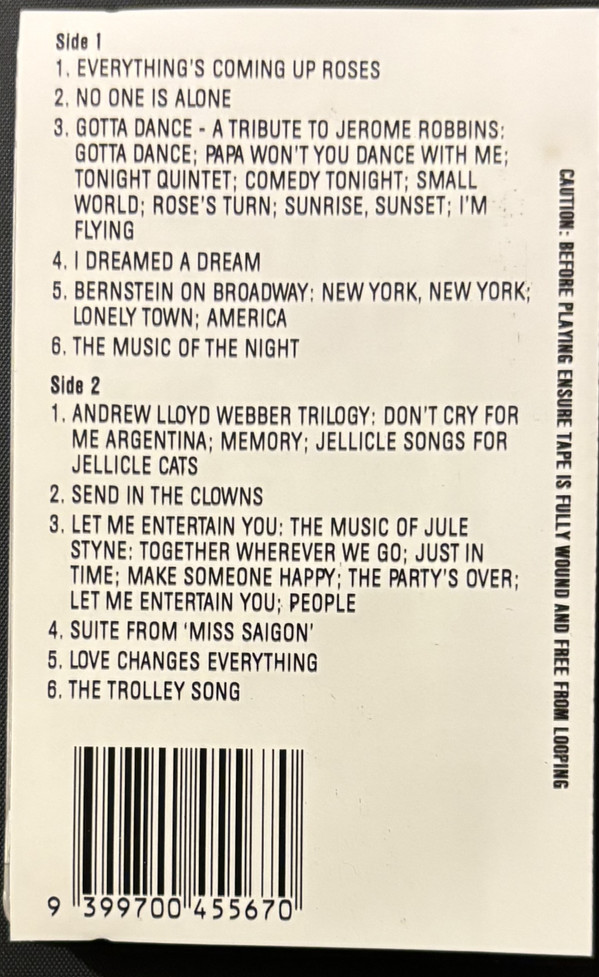 Side 1
1. EVERYTHING'S COMING UP ROSES
2. NO ONE IS ALONE
3. GOTTA DANCE - A TRIBUTE TO JEROME ROBBINS:
GOTTA DANCE; PAPA WON'T YOU DANCE WITH ME;
TONIGHT QUINTET; COMEDY TONIGHT; SMALL
WORLD; ROSE'S TURN; SUNRISE, SUNSET; I'M
FLYING
4. I DREAMED A DREAM
5. BERNSTEIN ON BROADWAY: NEW YORK, NEW YORK;
LONELY TOWN; AMERICA
6. THE MUSIC OF THE NIGHT
Side 2
1. ANDREW LLOYD WEBBER TRILOGY: DON'T CRY FOR
ME ARGENTINA; MEMORY; JELLICLE SONGS FOR
JELLICLE CATS
2. SEND IN THE CLOWNS
3. LET ME ENTERTAIN YOU: THE MUSIC OF JULE
STYNE: TOGETHER WHEREVER WE GO; JUST IN
TIME; MAKE SOMEONE HAPPY; THE PARTY'S OVER;
LET ME ENTERTAIN YOU; PEOPLE
4. SUITE FROM 'MISS SAIGON'
5. LOVE CHANGES EVERYTHING
6. THE TROLLEY SONG
9 399700 455670
CAUTION: BEFORE PLAYING ENSURE TAPE IS FULLY WOUND AND FREE FROM LOOPING